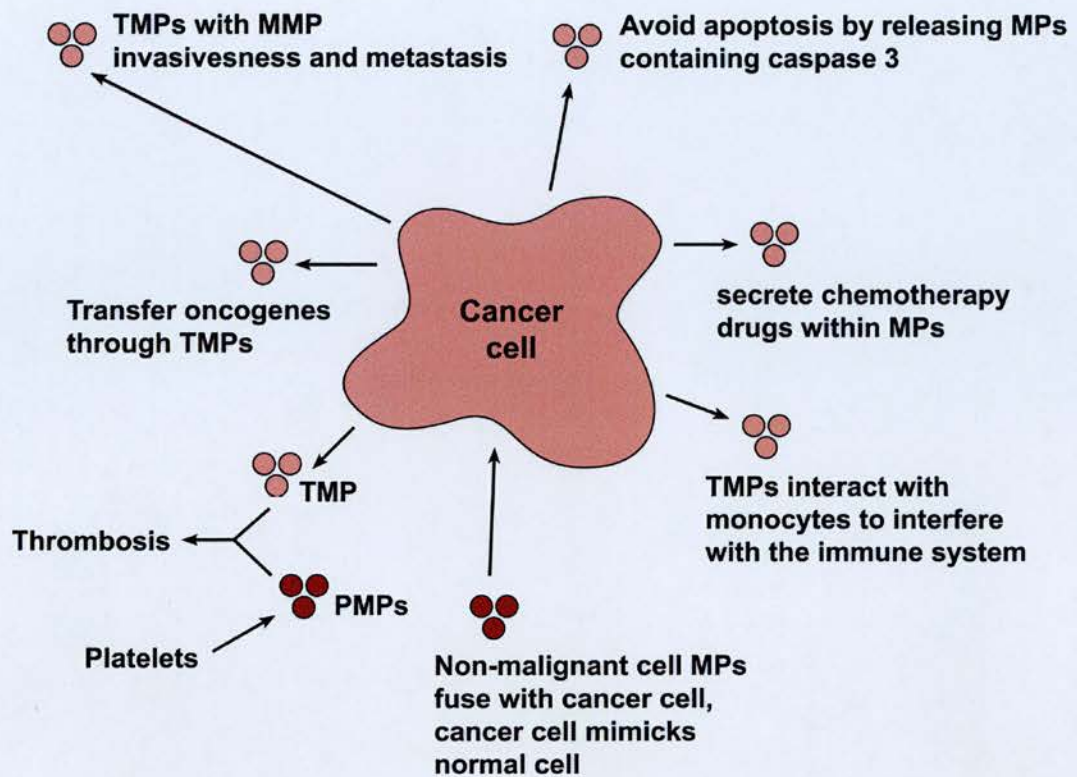 TMPs with MMP
invasivesness and metastasis
Avoid apoptosis by releasing MPs
containing caspase 3
Transfer oncogenes
through TMPs
Cancer
cell
secrete chemotherapy
drugs within MPs
TMP
TMPs interact with
monocytes to interfere
with the immune system
Thrombosis
PMPs
Platelets
Non-malignant cell MPs
fuse with cancer cell,
cancer cell mimicks
normal cell